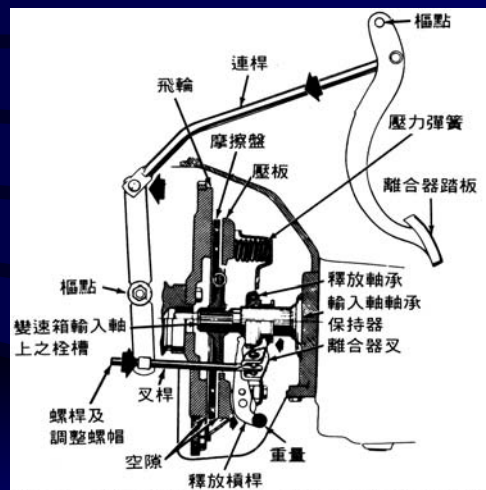 樞點
連桿
飛輪
摩擦盤
壓板
壓力彈簧
離合器踏板
釋放軸承
樞點
輸入軸軸承
保持器
變速箱輸入軸
上之栓槽
離合器叉
叉桿
螺桿及
調整螺帽
空隙
重量
釋放槓桿